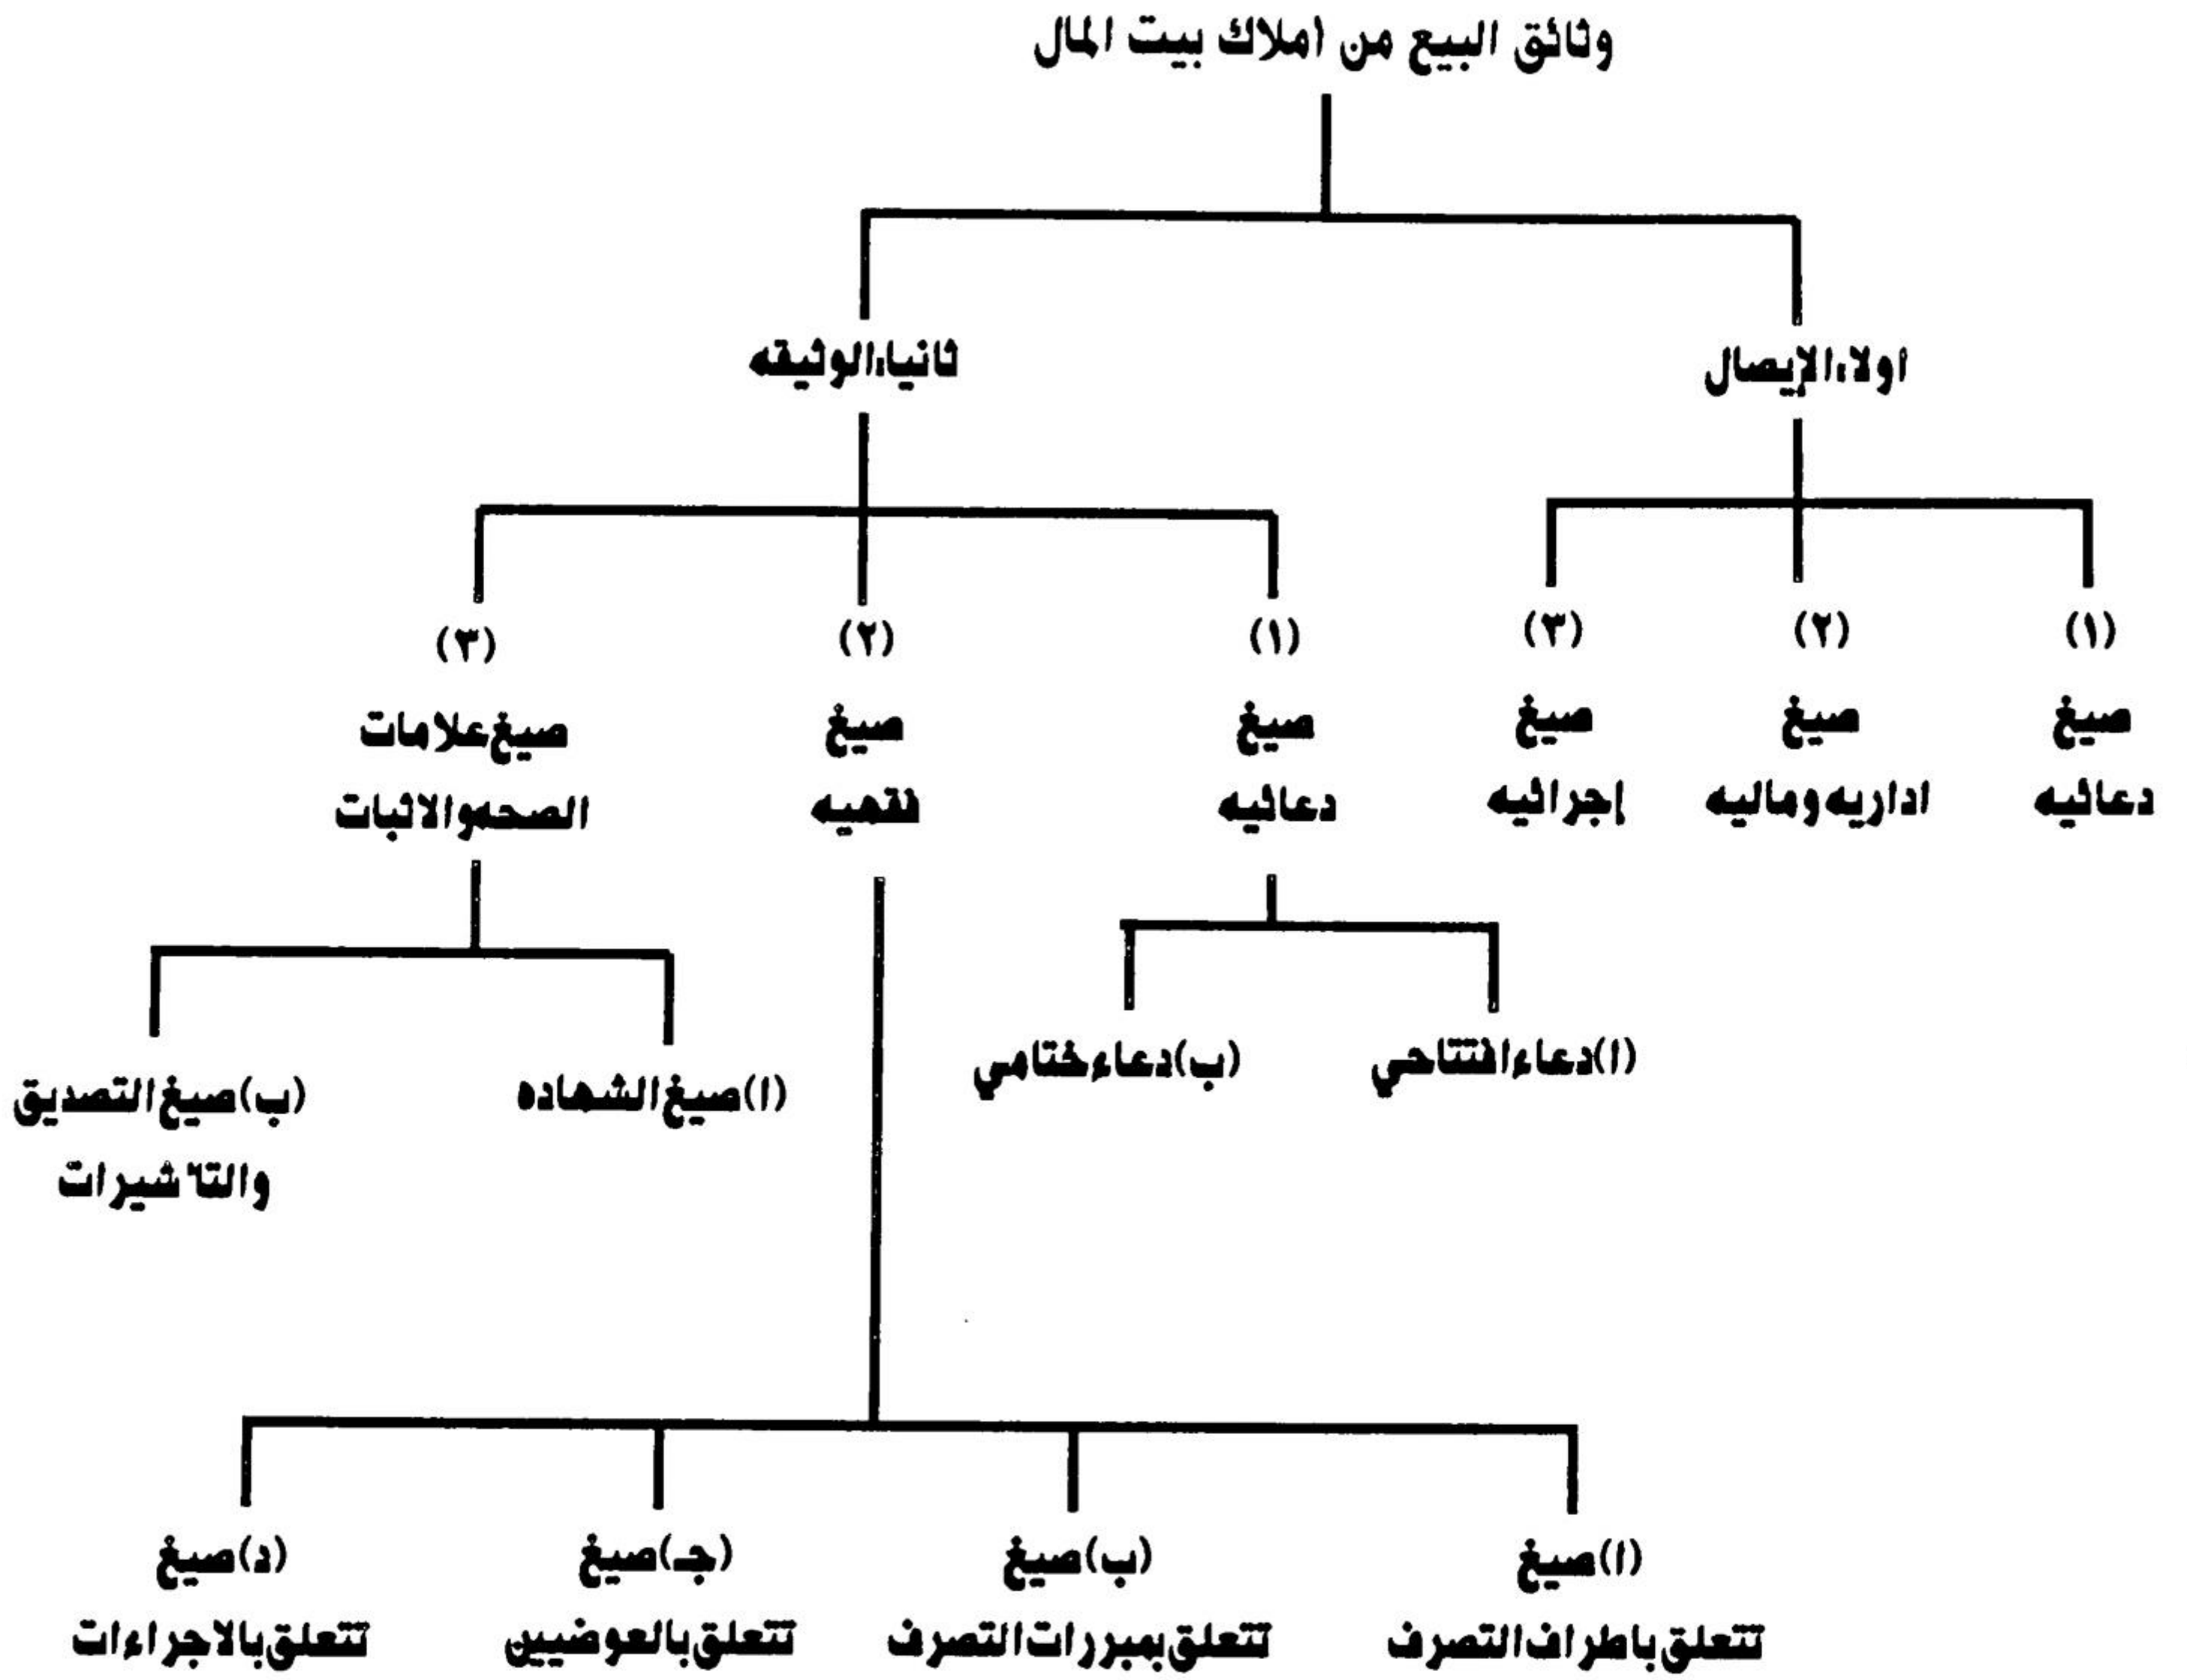 وثائق البيع من املاك بيت المال
اولا:الإيصال
ثانيا:الوثيقه
(١)
صيغ
دعائيه
(٢)
صيغ
اداريه وماليه
(٣)
صيغ
إجرائيه
(١)
صيغ
دعائيه
(٢)
صيغ
فقهيه
(٣)
صيغ علامات
الصحه والاثبات
(ا) دعاء افتتاحي
(ب) دعاء ختامي
(ا) صيغ الشهاده
(ب) صيغ التصديق
والتأشيرات
(ا) صيغ
تتعلق باطراف التصرف
(ب) صيغ
تتعلق بمبررات التصرف
(جـ) صيغ
تتعلق بالعوضيين
(د) صيغ
تتعلق بالاجراءات